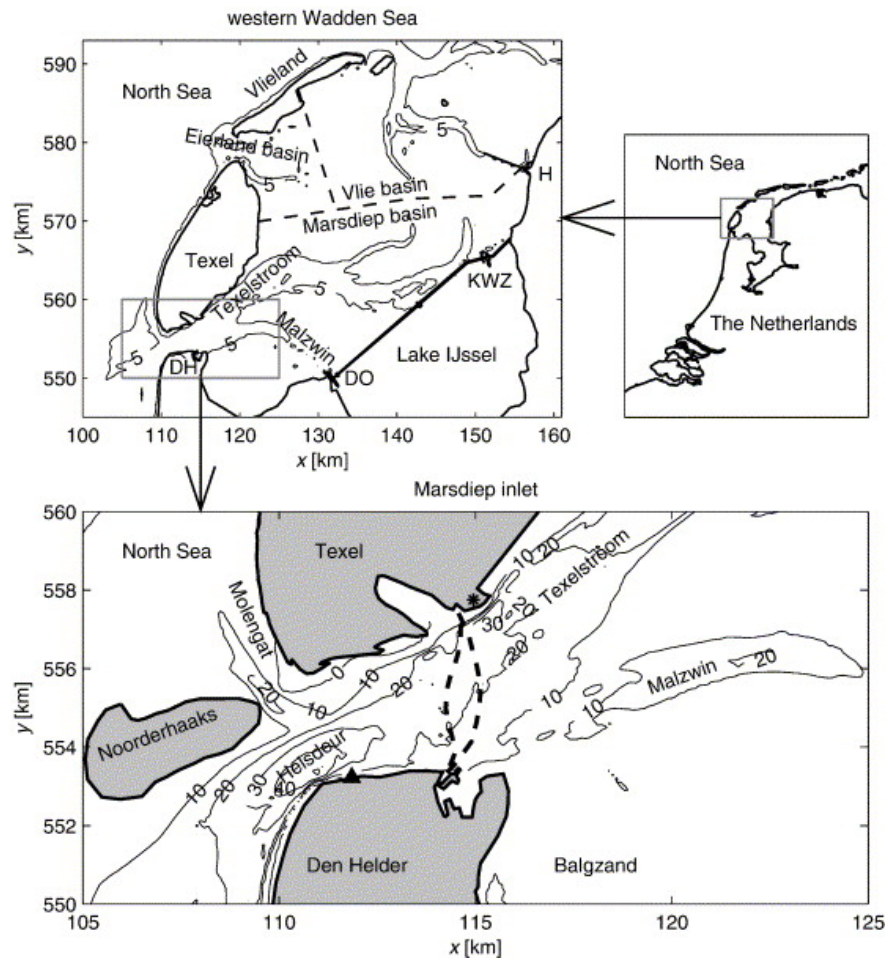 western Wadden Sea
590
580
570
560
550
y [km]
North Sea
Vlieland
Eierland basin
5
5
H
Vlie basin
Marsdiep basin
Texel
Texelstroom
5
KWZ
Malzwin
5
5
Lake IJssel
DH
DO
100 110 120 130 140 150 160
x [km]
North Sea
The Netherlands
Marsdiep inlet
560
558
556
554
552
550
y [km]
North Sea
Texel
10
20
Texelstroom
*
20
30
Molengat
0
10
20
20
10
20
10
10
Malzwin
20
Noorderhaaks
Helsdeur
10
20
30
40
Den Helder
Balgzand
105 110 115 120 125
x [km]